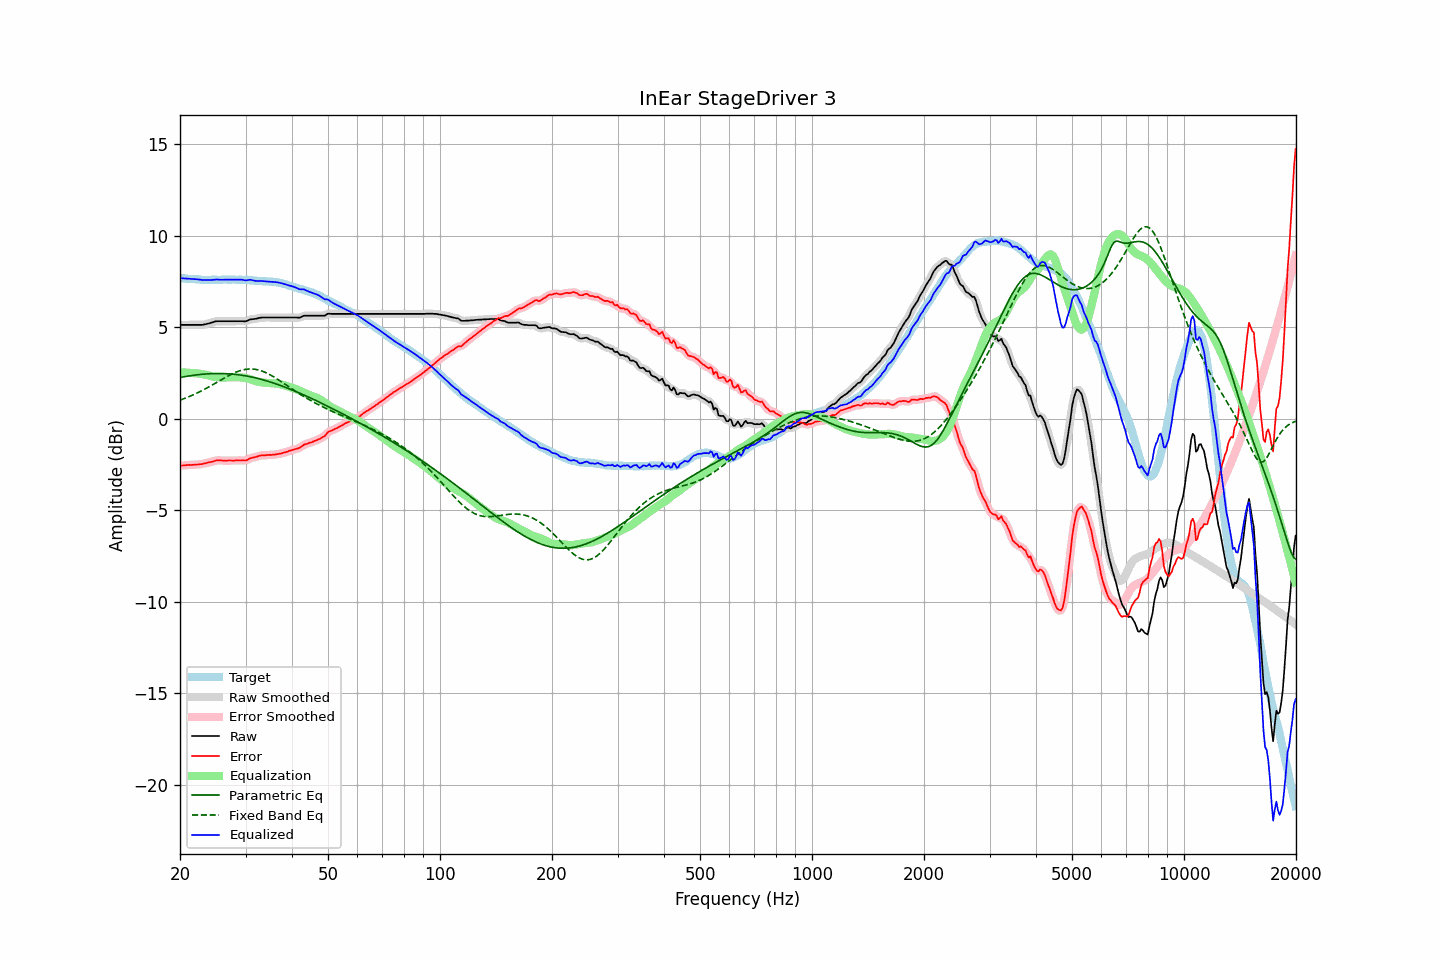 InEar StageDriver 3
15
10
5
0
−5
−10
−15
−20
Amplitude (dBr)
Target
Raw Smoothed
Error Smoothed
Raw
Error
Equalization
Parametric Eq
Fixed Band Eq
Equalized
20
50
100
200
500
1000
2000
5000
10000
20000
Frequency (Hz)